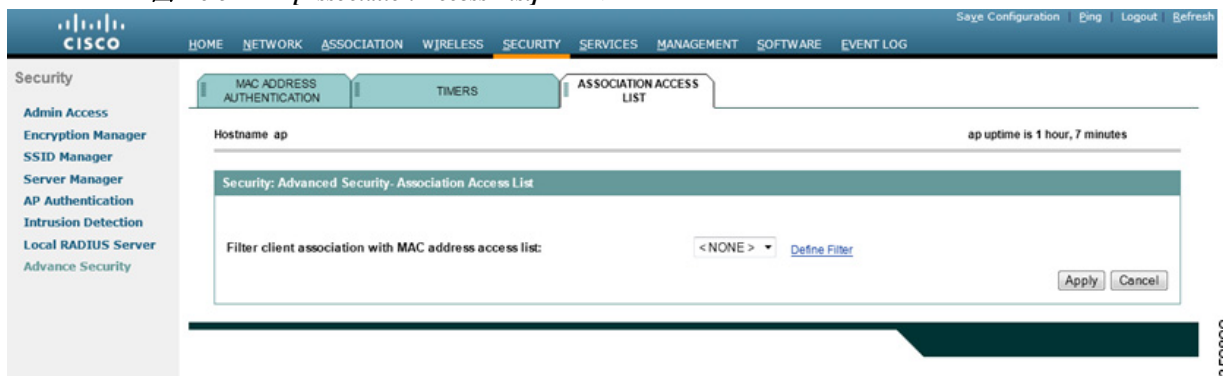 Save Configuration | Ping | Logout | Refresh
CISCO
HOME NETWORK ASSOCIATION WIRELESS SECURITY SERVICES MANAGEMENT SOFTWARE EVENT LOG
Security
Admin Access
Encryption Manager
SSID Manager
Server Manager
AP Authentication
Intrusion Detection
Local RADIUS Server
Advance Security
MAC ADDRESS AUTHENTICATION
TIMERS
ASSOCIATION ACCESS LIST
Hostname ap
ap uptime is 1 hour, 7 minutes
Security: Advanced Security- Association Access List
Filter client association with MAC address access list:
< NONE >
Define Filter
Apply
Cancel